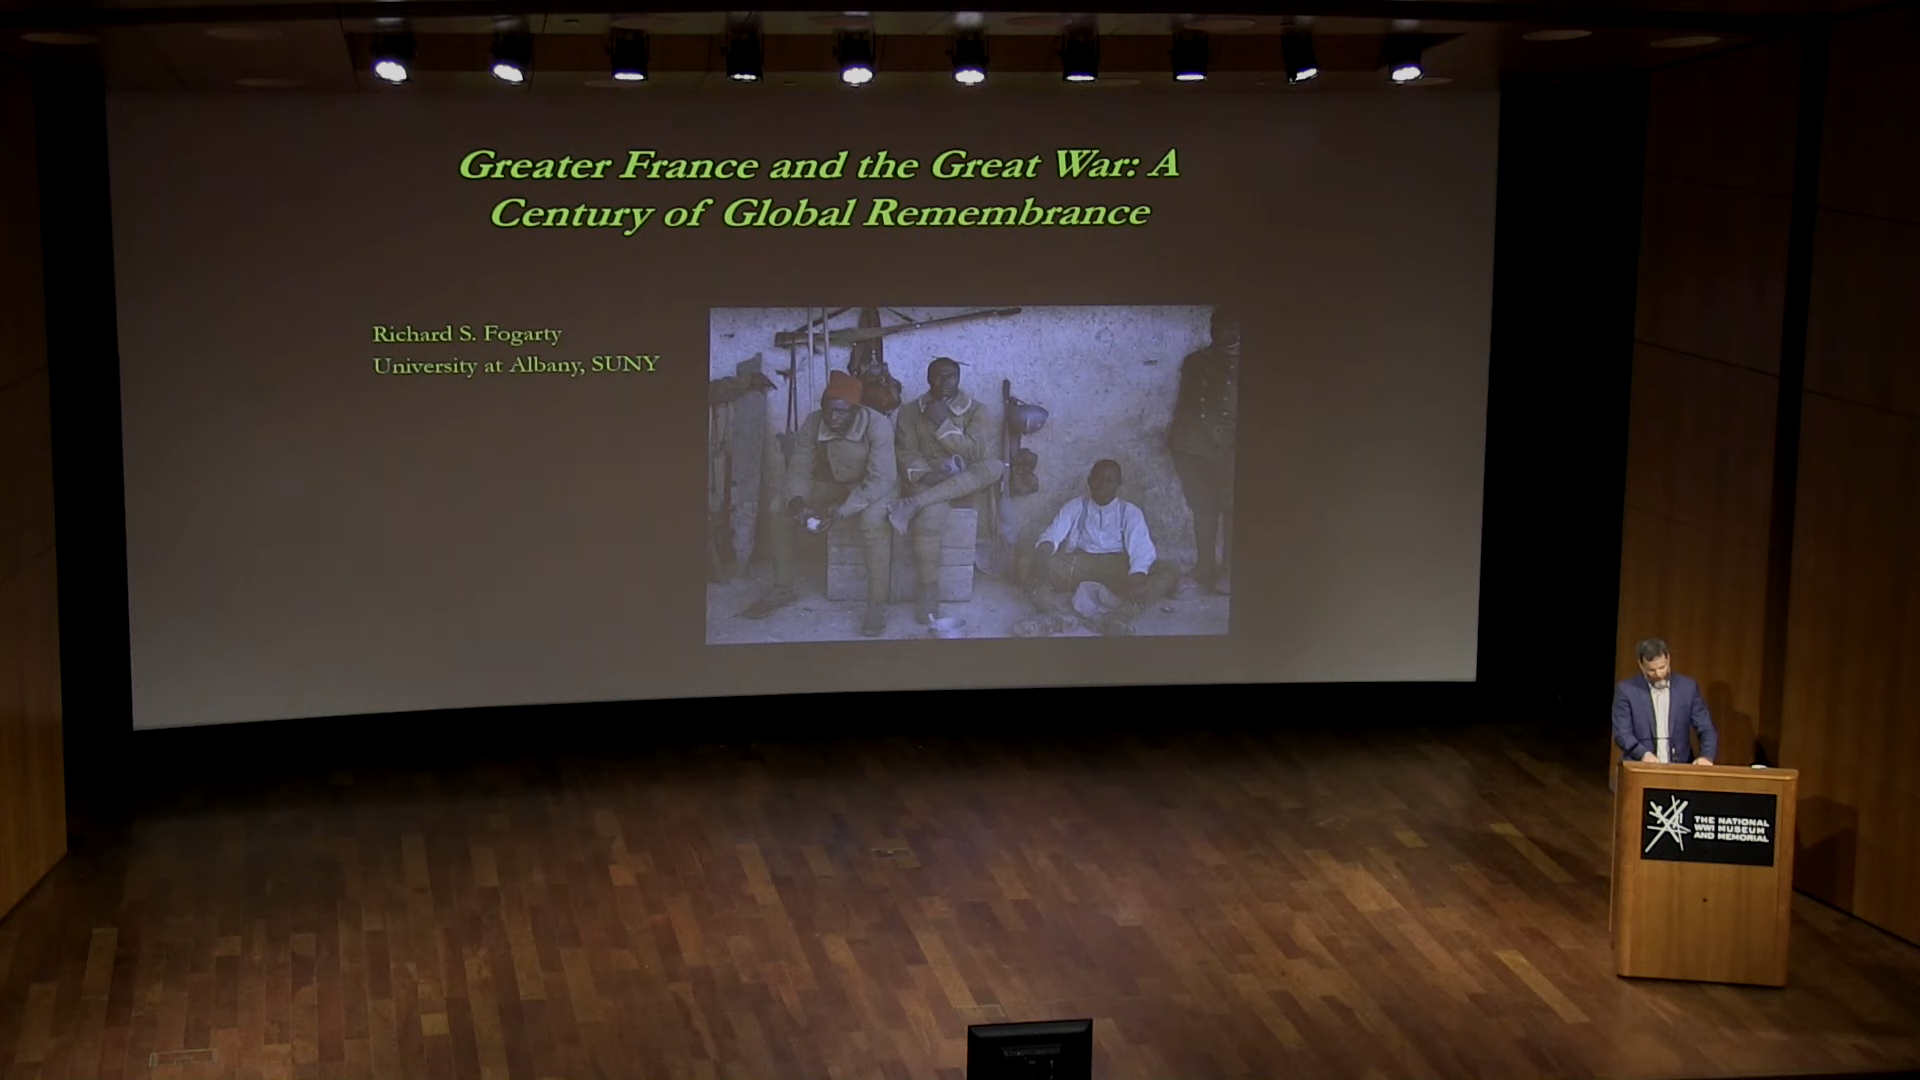 Greater France and the Great War: A
Century of Global Remembrance
Richard S. Fogarty
University at Albany, SUNY
THE NATIONAL
WWI MUSEUM
AND MEMORIAL